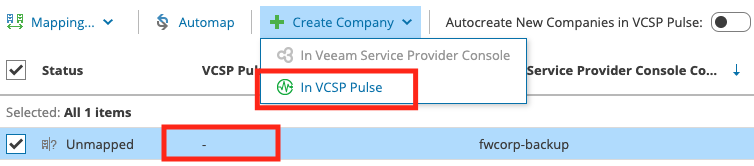 Mapping... Automap Create Company Autocreate New Companies in VCSP Pulse:
In Veeam Service Provider Console
Status VCSP Pul Service Provider Console Co...
In VCSP Pulse
Selected: All 1 items
Unmapped - fwcorp-backup